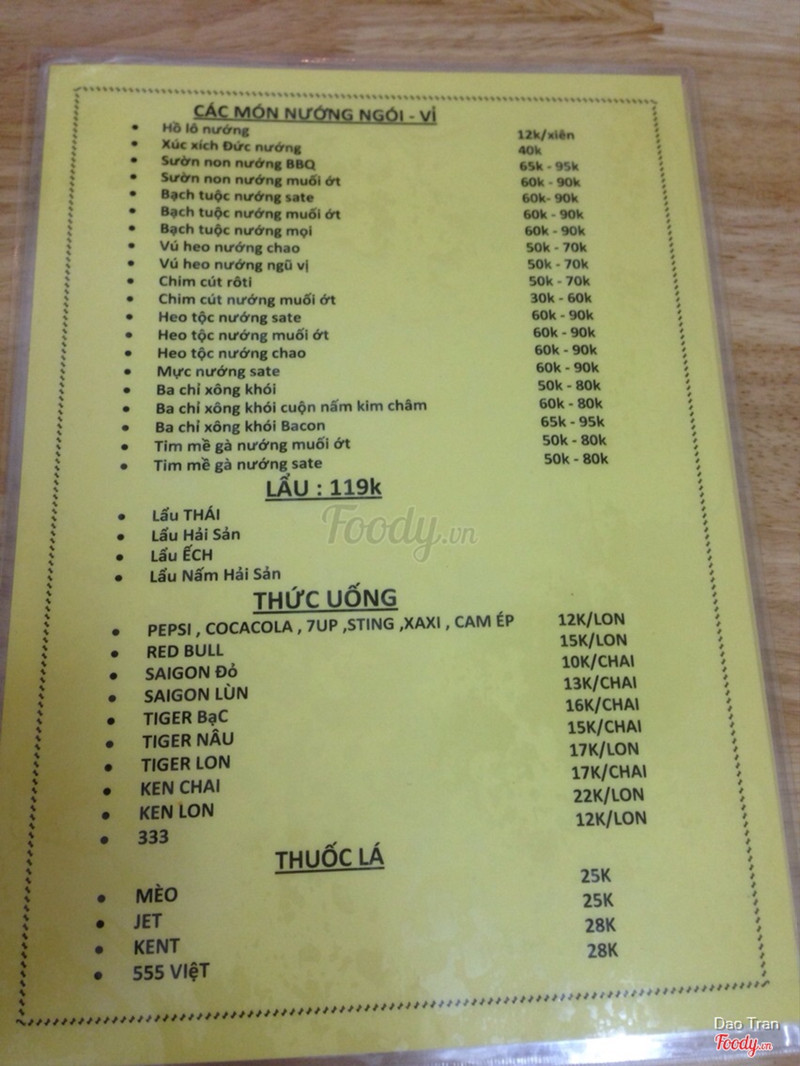 CÁC MÓN NƯỚNG NGÓI - VỈ
• Hồ lô nướng 12k/xiên
• Xúc xích Đức nướng 40k
• Sườn non nướng BBQ 65k - 95k
• Sườn non nướng muối ớt 60k - 90k
• Bạch tuộc nướng sate 60k- 90k
• Bạch tuộc nướng muối ớt 60k - 90k
• Bạch tuộc nướng mọi 60k - 90k
• Vú heo nướng chao 50k - 70k
• Vú heo nướng ngũ vị 50k - 70k
• Chim cút rôti 50k - 70k
• Chim cút nướng muối ớt 30k - 60k
• Heo tộc nướng sate 60k - 90k
• Heo tộc nướng muối ớt 60k - 90k
• Heo tộc nướng chao 60k - 90k
• Mực nướng sate 60k - 90k
• Ba chỉ xông khói 50k - 80k
• Ba chỉ xông khói cuộn nấm kim châm 60k - 80k
• Ba chỉ xông khói Bacon 65k - 95k
• Tim mề gà nướng muối ớt 50k - 80k
• Tim mề gà nướng sate 50k - 80k
LẨU : 119k
• Lẩu THÁI
• Lẩu Hải Sản
• Lẩu ẾCH
• Lẩu Nấm Hải Sản
THỨC UỐNG
• PEPSI , COCACOLA , 7UP ,STING ,XAXI , CAM ÉP 12K/LON
• RED BULL 15K/LON
• SAIGON Đỏ 10K/CHAI
• SAIGON LÙN 13K/CHAI
• TIGER BạC 16K/CHAI
• TIGER NÂU 15K/CHAI
• TIGER LON 17K/LON
• KEN CHAI 17K/CHAI
• KEN LON 22K/LON
• 333 12K/LON
THUỐC LÁ
• MÈO 25K
• JET 25K
• KENT 28K
• 555 VIệT 28K
Foody.vn
Dao Tran
Foody.vn